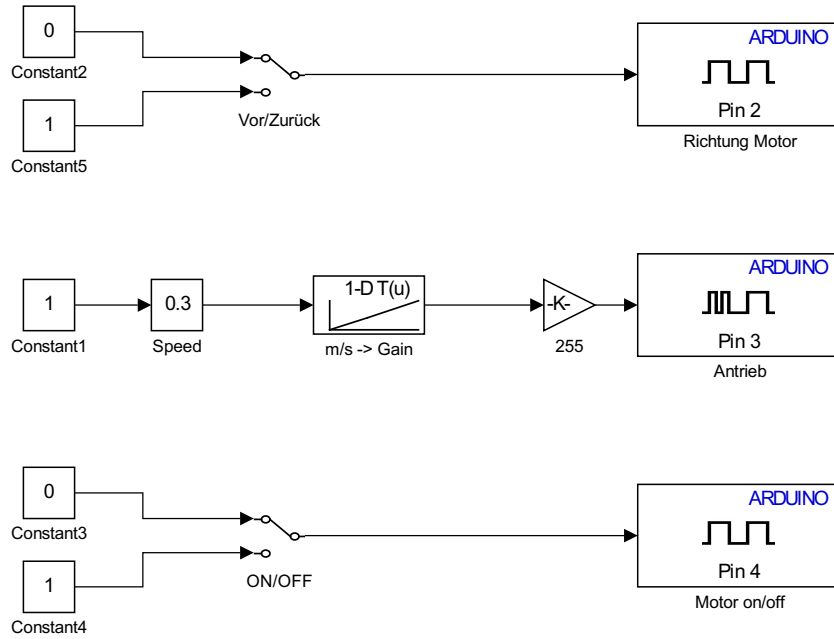 0
Constant2
1
Constant5
Vor/Zurück
ARDUINO
Pin 2
Richtung Motor
1
Constant1
0.3
Speed
1-D T(u)
m/s -> Gain
-K-
255
ARDUINO
Pin 3
Antrieb
0
Constant3
1
Constant4
ON/OFF
ARDUINO
Pin 4
Motor on/off